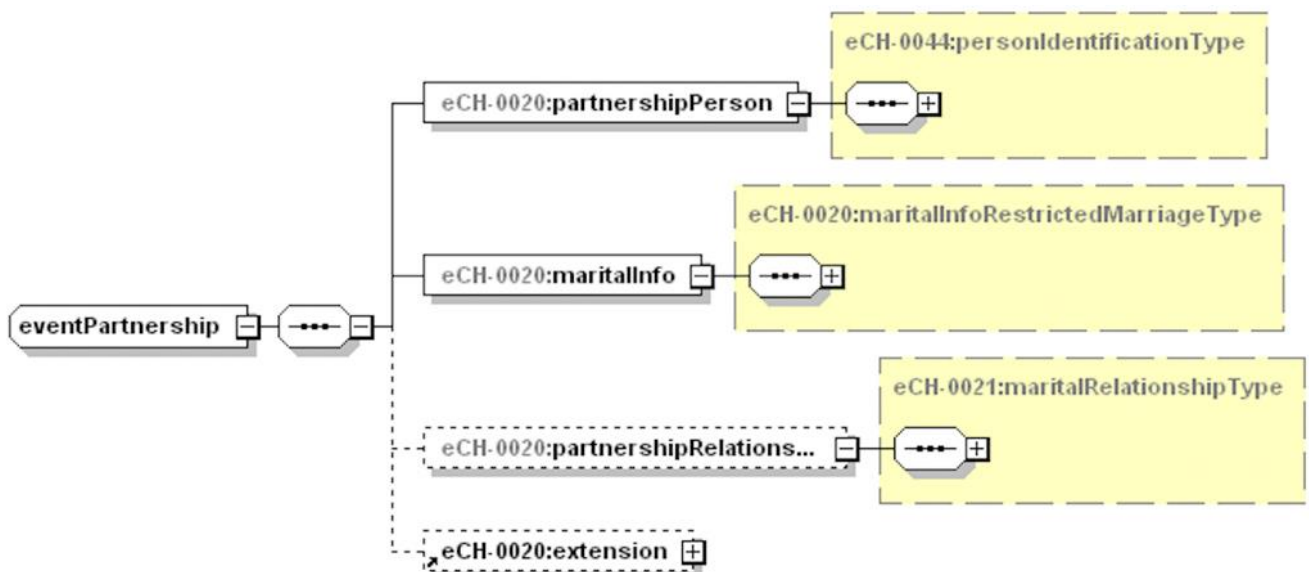 eCH-0044:personIdentificationType
eCH-0020:partnershipPerson
eCH-0020:maritalInfoRestrictedMarriageType
eCH-0020:maritalInfo
eventPartnership
eCH-0021:maritalRelationshipType
eCH-0020:partnershipRelations...
eCH-0020:extension